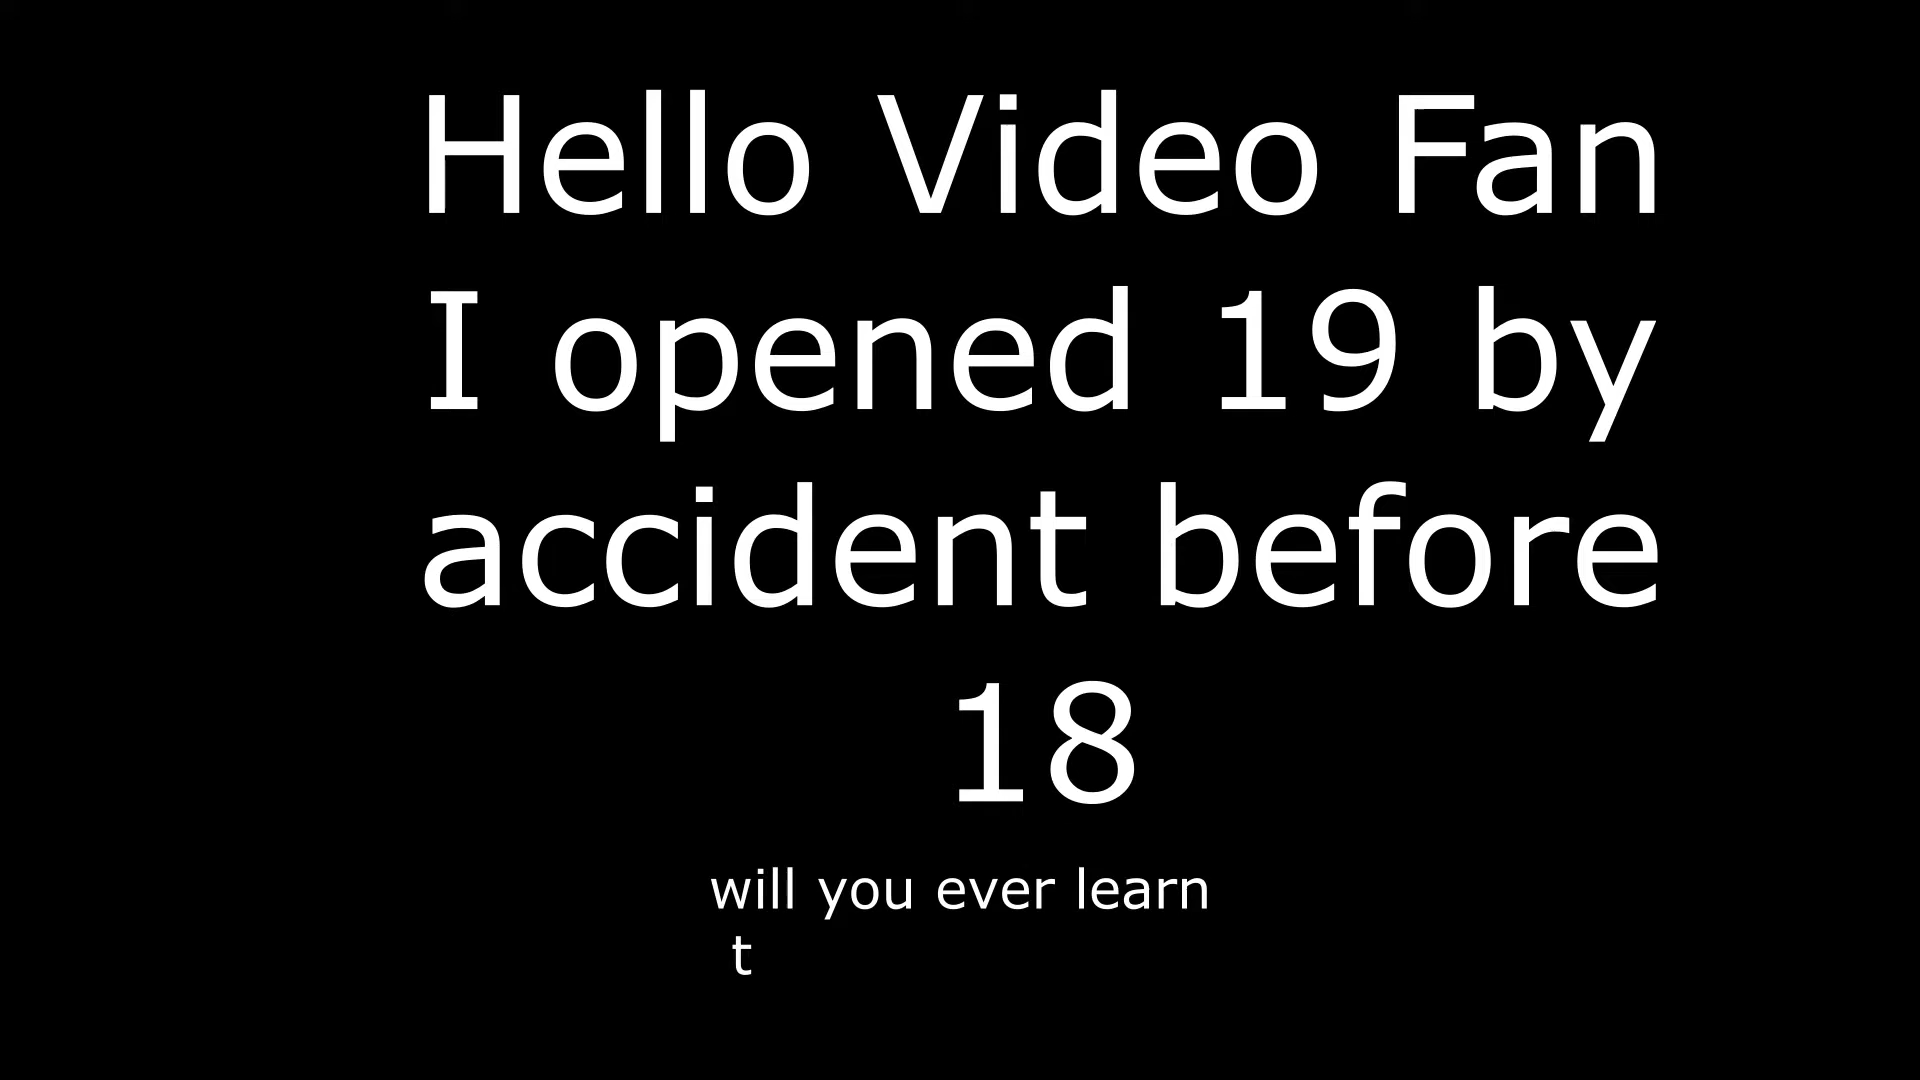 Hello Video Fan
I opened 19 by
accident before
18
will you ever learn
t